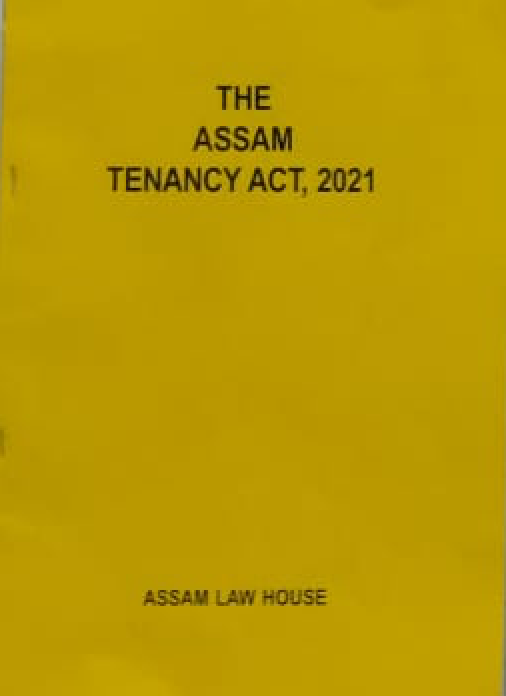 THE
ASSAM
TENANCY ACT, 2021
ASSAM LAW HOUSE